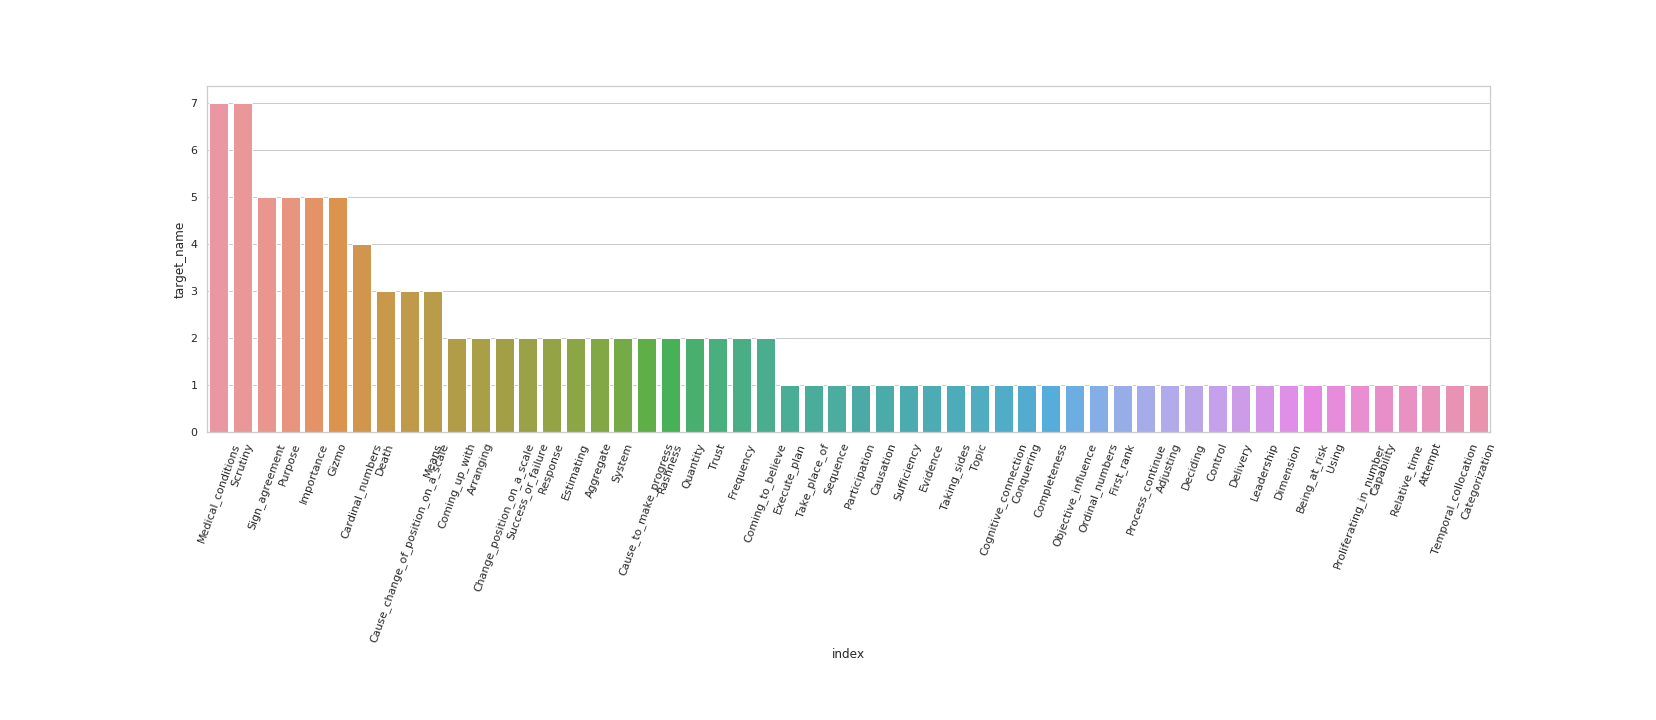 7
6
5
4
3
2
1
0
target_name
Medical_conditions
Scrutiny
Sign_agreement
Purpose
Importance
Gizmo
Cardinal_numbers
Death
Cause_change_of_position_on_a_scale
Means
Coming_up_with
Arranging
Change_position_on_a_scale
Success_or_failure
Response
Estimating
Aggregate
System
Cause_to_make_progress
Rashness
Quantity
Trust
Frequency
Coming_to_believe
Execute_plan
Take_place_of
Sequence
Participation
Causation
Sufficiency
Evidence
Taking_sides
Topic
Cognitive_connection
Conquering
Completeness
Objective_influence
Ordinal_numbers
First_rank
Process_continue
Adjusting
Deciding
Control
Delivery
Leadership
Dimension
Being_at_risk
Using
Proliferating_in_number
Capability
Relative_time
Attempt
Temporal_collocation
Categorization
index